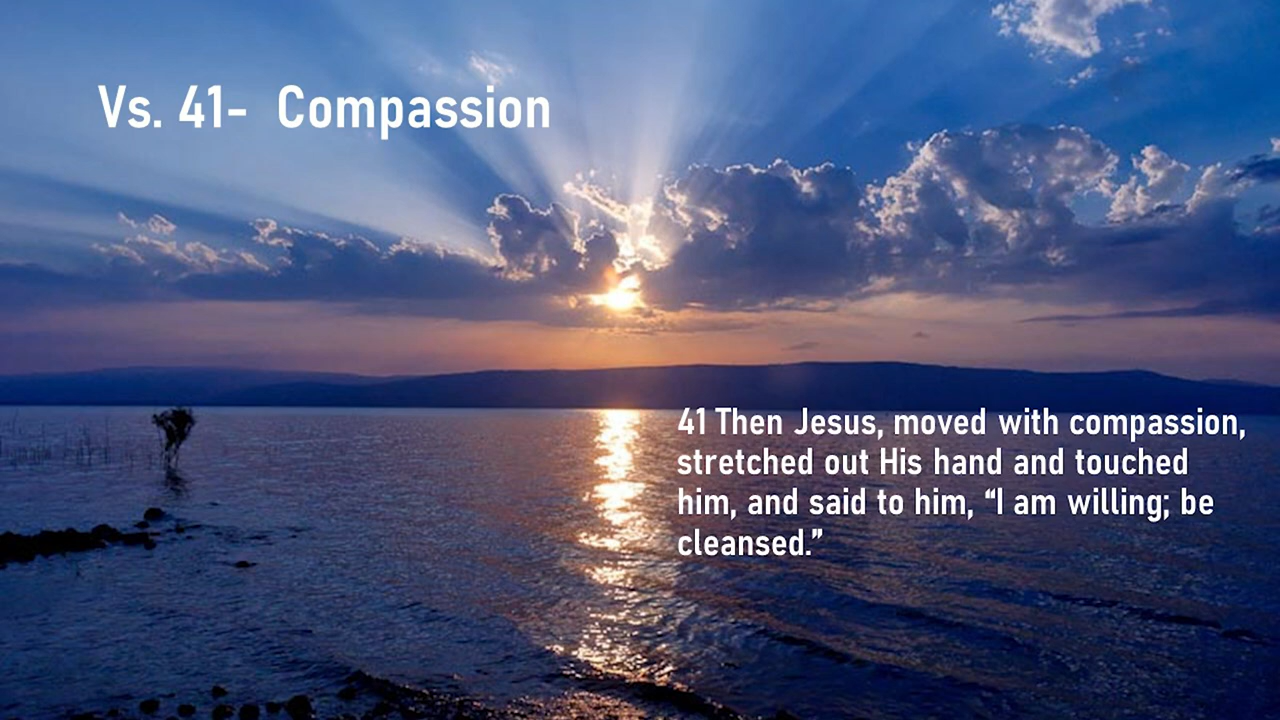 Vs. 41-  Compassion
41 Then Jesus, moved with compassion,
stretched out His hand and touched
him, and said to him, “I am willing; be
cleansed.”